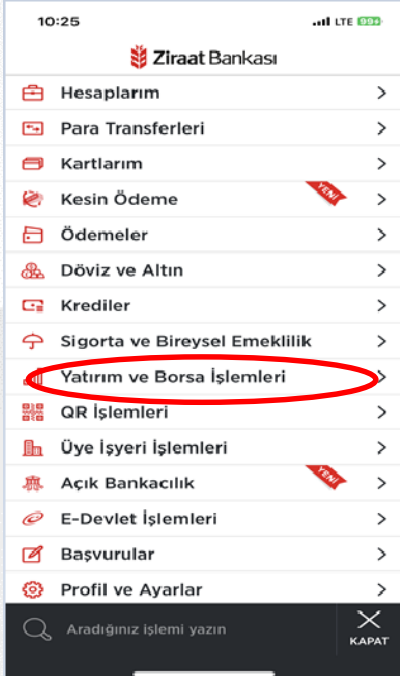 10:25
LTE
Ziraat Bankası
Hesaplarım
Para Transferleri
Kartlarım
Kesin Ödeme
YENİ
Ödemeler
Döviz ve Altın
Krediler
Sigorta ve Bireysel Emeklilik
Yatırım ve Borsa İşlemleri
QR İşlemleri
Üye İşyeri İşlemleri
Açık Bankacılık
YENİ
E-Devlet İşlemleri
Başvurular
Profil ve Ayarlar
Aradığınız işlemi yazın
KAPAT